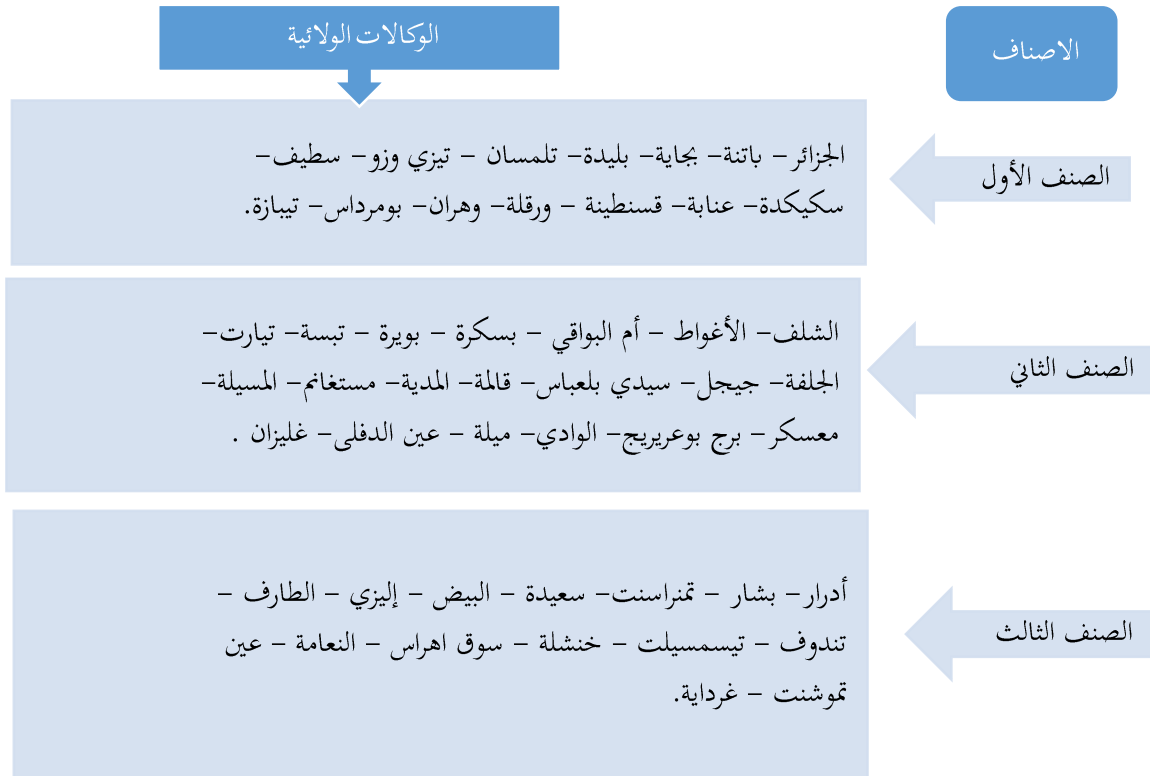 الاصناف
الوكالات الولائية
الصنف الأول
الجزائر – باتنة– بجاية– بليدة– تلمسان – تيزي وزو– سطيف–
سكيكدة– عنابة– قسنطينة – ورقلة– وهران– بومرداس– تيبازة.
الصنف الثاني
الشلف– الأغواط – أم البواقي – بسكرة – بويرة – تبسة– تيارت–
الجلفة– جيجل– سيدي بلعباس– قالمة– المدية– مستغانم– المسيلة–
معسكر – برج بوعريريج– الوادي– ميلة – عين الدفلى– غليزان .
الصنف الثالث
أدرار– بشار – تمنراسنت– سعيدة – البيض – إليزي – الطارف –
تندوف – تيسمسيلت – خنشلة – سوق اهراس – النعامة – عين
تموشنت – غرداية.